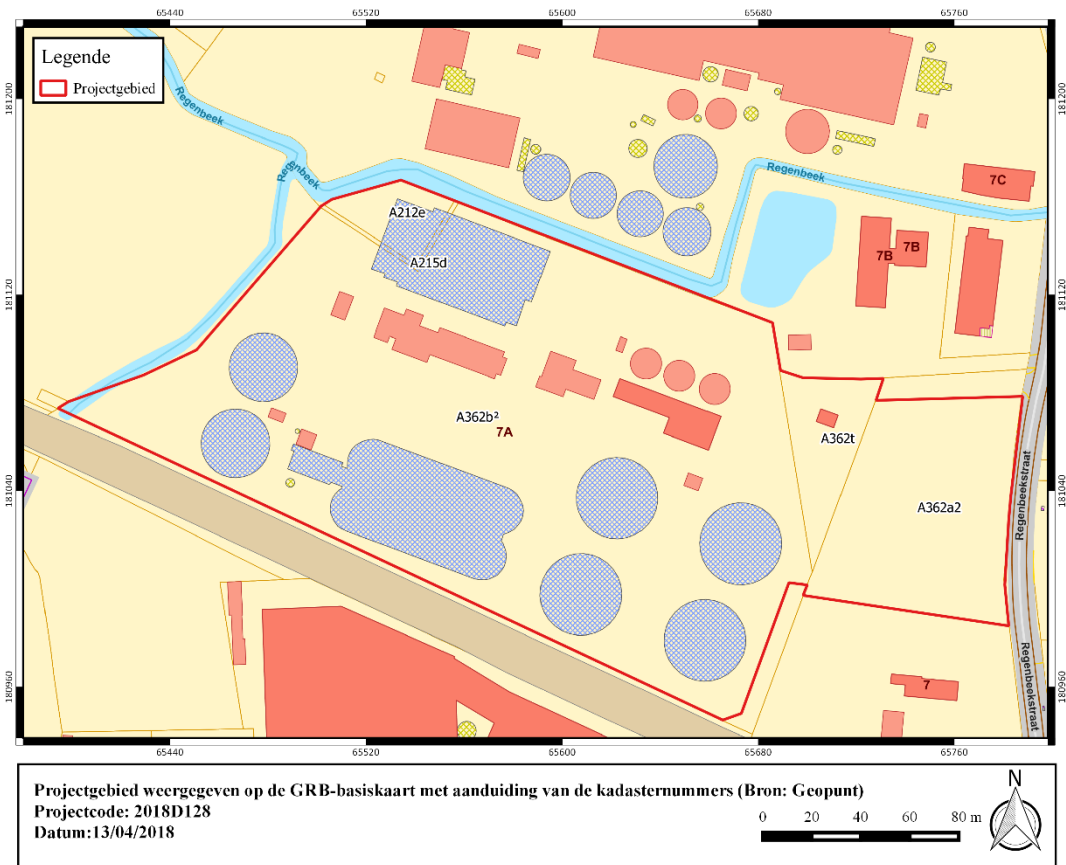 65440 65520 65600 65680 65760
Legende
Projectgebied
181200
181200
Regenbeek
Regenbeek
Regenbeek
7C
A212e
7B
7B
A215d
181120
181120
A362b²
7A
A362t
181040
181040
A362a2
Regenbeekstraat
Regenbeekstraat
180960
180960
7
65440 65520 65600 65680 65760
Projectgebied weergegeven op de GRB-basiskaart met aanduiding van de kadasternummers (Bron: Geopunt)
Projectcode: 2018D128
Datum:13/04/2018
N
0 20 40 60 80 m